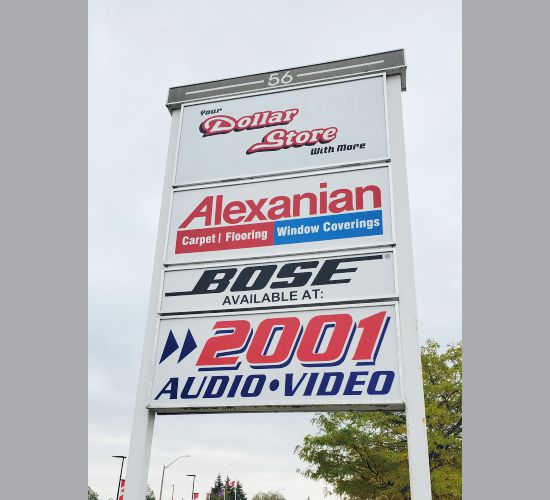 56
Your
Dollar
Store
With More
Alexanian
Carpet | Flooring Window Coverings
BOSE®
AVAILABLE AT:
2001
AUDIO•VIDEO